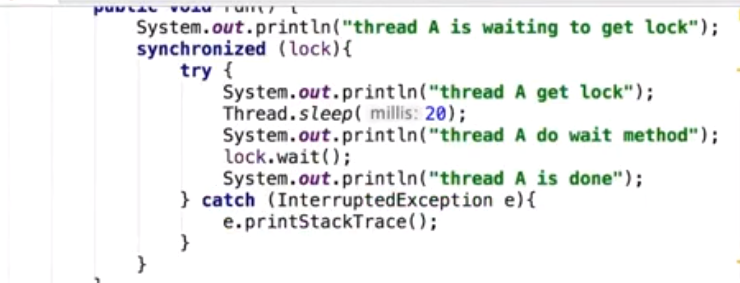 public void run() {
System.out.println("thread A is waiting to get lock");
synchronized (lock){
try {
System.out.println("thread A get lock");
Thread.sleep( millis: 20);
System.out.println("thread A do wait method");
lock.wait();
System.out.println("thread A is done");
} catch (InterruptedException e){
e.printStackTrace();
}
}
}